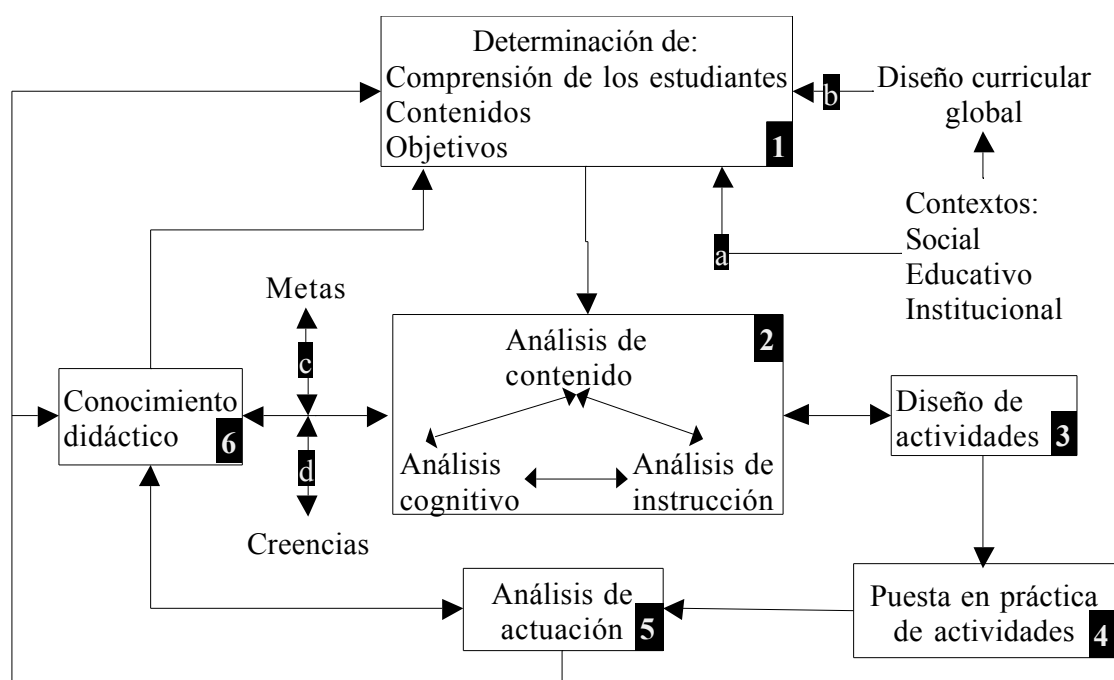 Determinación de:
Comprensión de los estudiantes
Contenidos
Objetivos
1
b
Diseño curricular
global
a
Contextos:
Social
Educativo
Institucional
Metas
c
d
Creencias
Conocimiento
didáctico
6
Análisis de
contenido
2
Análisis
cognitivo
Análisis de
instrucción
Diseño de
actividades
3
Puesta en práctica
de actividades
4
Análisis de
actuación
5